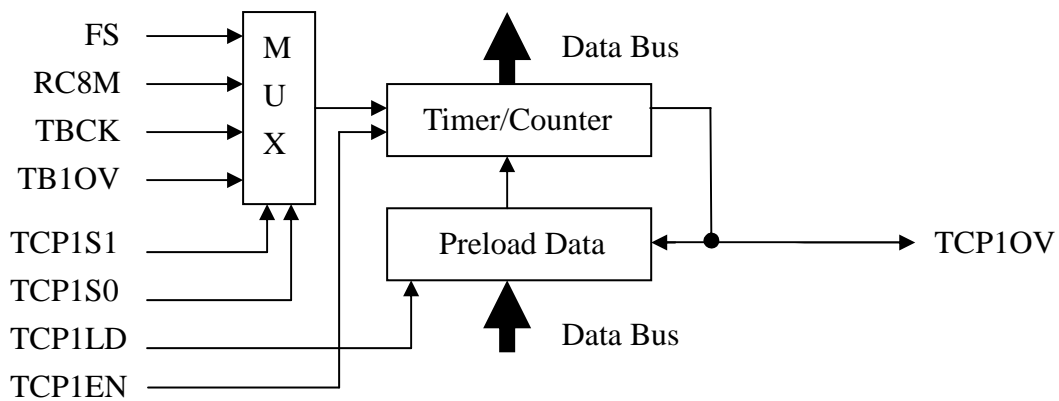 FS
RC8M
TBCK
TB1OV
TCP1S1
TCP1S0
TCP1LD
TCP1EN
M
U
X
Data Bus
Timer/Counter
Preload Data
Data Bus
TCP1OV